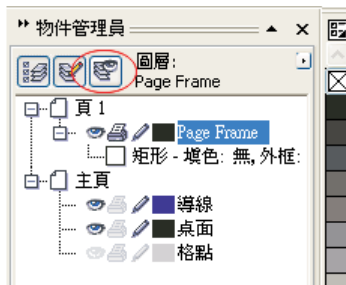 物件管理員
圖層:
Page Frame
頁 1
Page Frame
矩形 - 塡色: 無, 外框:
主頁
導線
桌面
格點